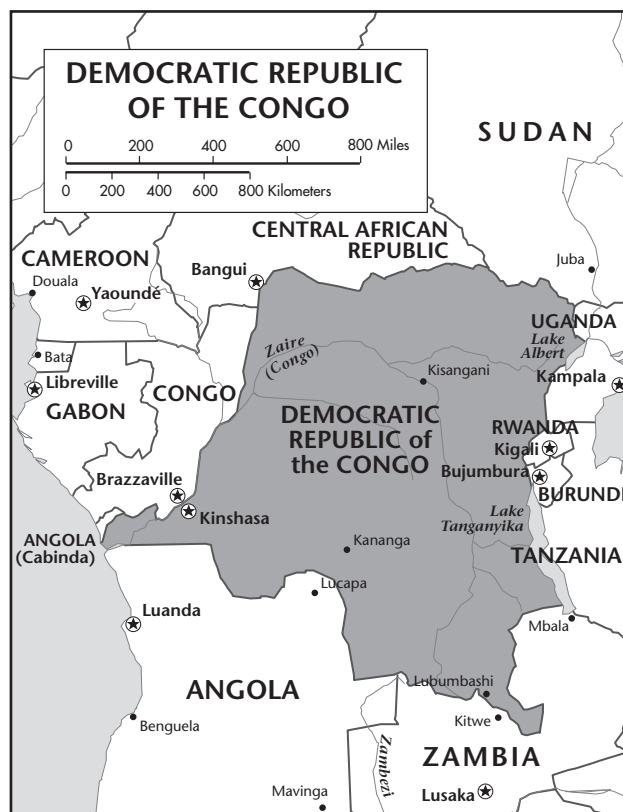 DEMOCRATIC REPUBLIC
OF THE CONGO
0 200 400 600 800 Miles
0 200 400 600 800 Kilometers
SUDAN
CENTRAL AFRICAN
REPUBLIC
CAMEROON
Bangui
Juba
Douala
Yaoundé
UGANDA
Lake
Albert
Zaire
(Congo)
Bata
Kisangani
Kampala
Libreville
CONGO
GABON
DEMOCRATIC
REPUBLIC of
the CONGO
RWANDA
Kigali
Bujumbura
Brazzaville
BURUNDI
Kinshasa
Lake
Tanganyika
ANGOLA
(Cabinda)
Kananga
TANZANIA
Lucapa
Luanda
Mbala
ANGOLA
Lubumbashi
Benguela
Kitwe
Zambezi
ZAMBIA
Mavinga
Lusaka